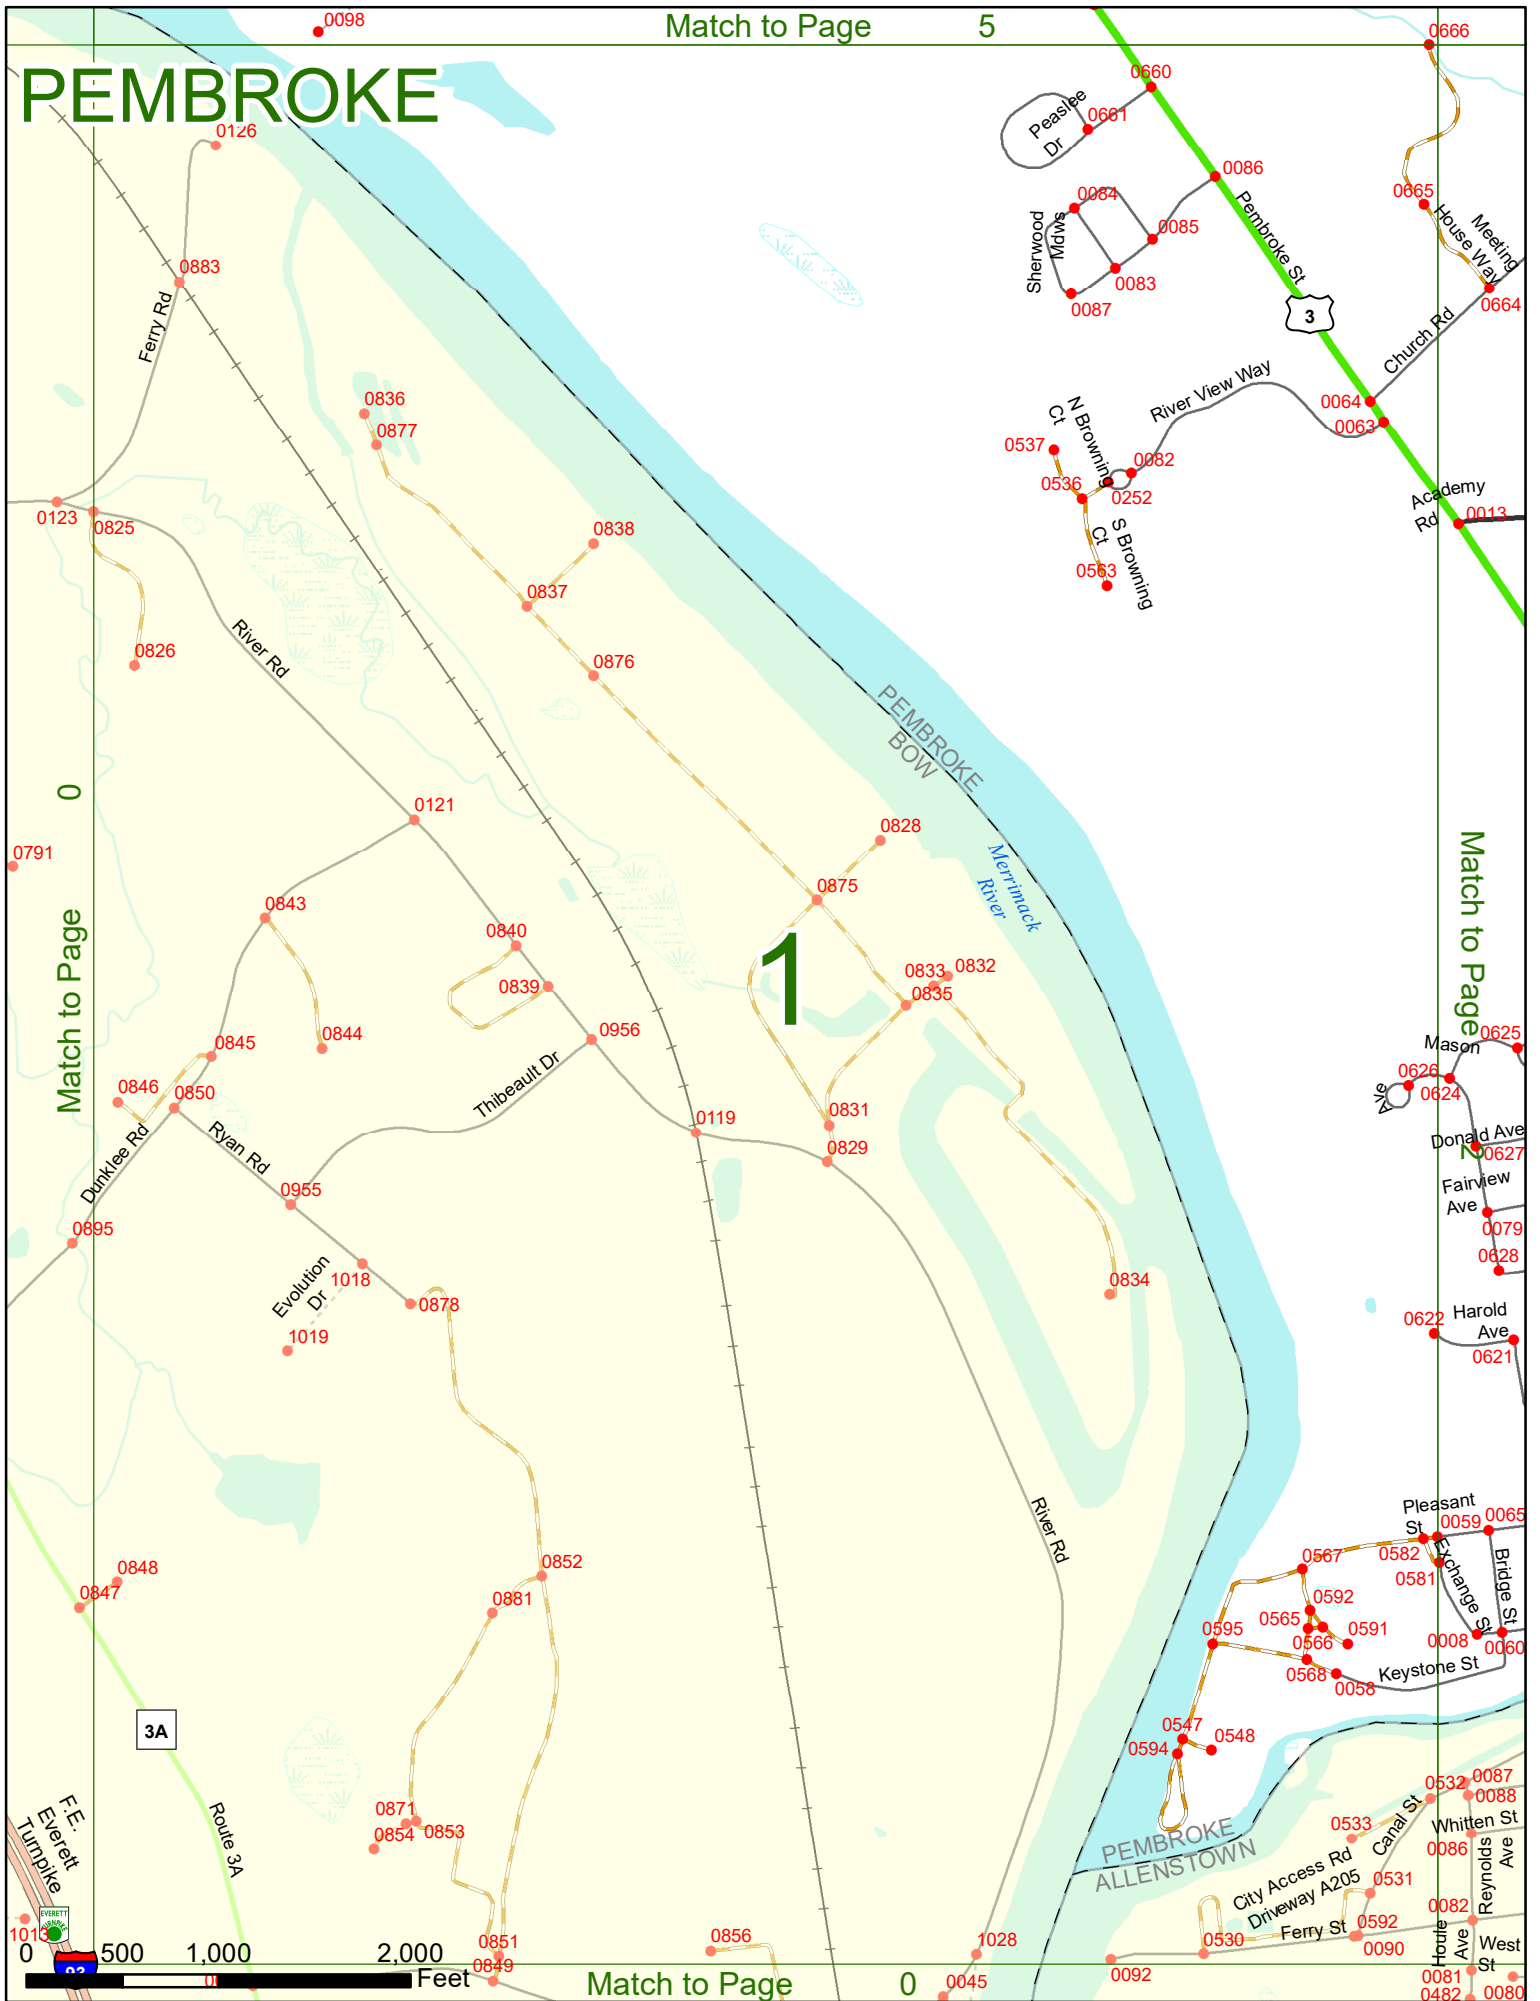 0098
Match to Page 5
0666
PEMBROKE
0660
Peaslee
Dr
0661
0126
0086
0084
0665
Pembroke St
Meeting
House Way
Sherwood
Mdws
0085
0883
0083
0664
0087
3
Ferry Rd
Church Rd
River View Way
0836
0064
0877
0063
N Browning
Ct
0537
0082
0536
0252
Academy
Rd
0013
0123
0825
0838
S Browning
Ct
0563
0837
0826
River Rd
0876
PEMBROKE
BOW
0
Match to Page
0121
0828
0791
Merrimack
River
Match to Page
2
0875
0843
0840
1
0833
0832
0839
0835
0956
0625
0844
0845
Mason
Ave
0626
0624
0846
0850
Thibeault Dr
0831
0119
Donald Ave
0627
Dunklee Rd
Ryan Rd
0829
Fairview
Ave
0955
0079
0895
0628
Evolution
Dr
1018
0834
0878
Harold
Ave
0622
1019
0621
River Rd
Pleasant
St
0059
0065
0582
0581
0567
Exchange St
Bridge St
0848
0852
0847
0881
0592
0565
0591
0595
0566
0008
0060
0568
0058
Keystone St
3A
0547
0594
0548
0532
0087
0088
F.E.
Everett
Turnpike
Route 3A
0871
0853
0854
0533
Canal St
Whitten St
0086
PEMBROKE
ALLENSTOWN
City Access Rd
Driveway A205
Reynolds
Ave
0531
EVERETT
TURNPIKE
1013
0082
Ferry St
0592
0090
Houle
Ave
West
St
0851
0856
1028
0530
0092
0849
0045
0081
0482
0080
93
0 500 1,000 2,000
Feet
Match to Page 0